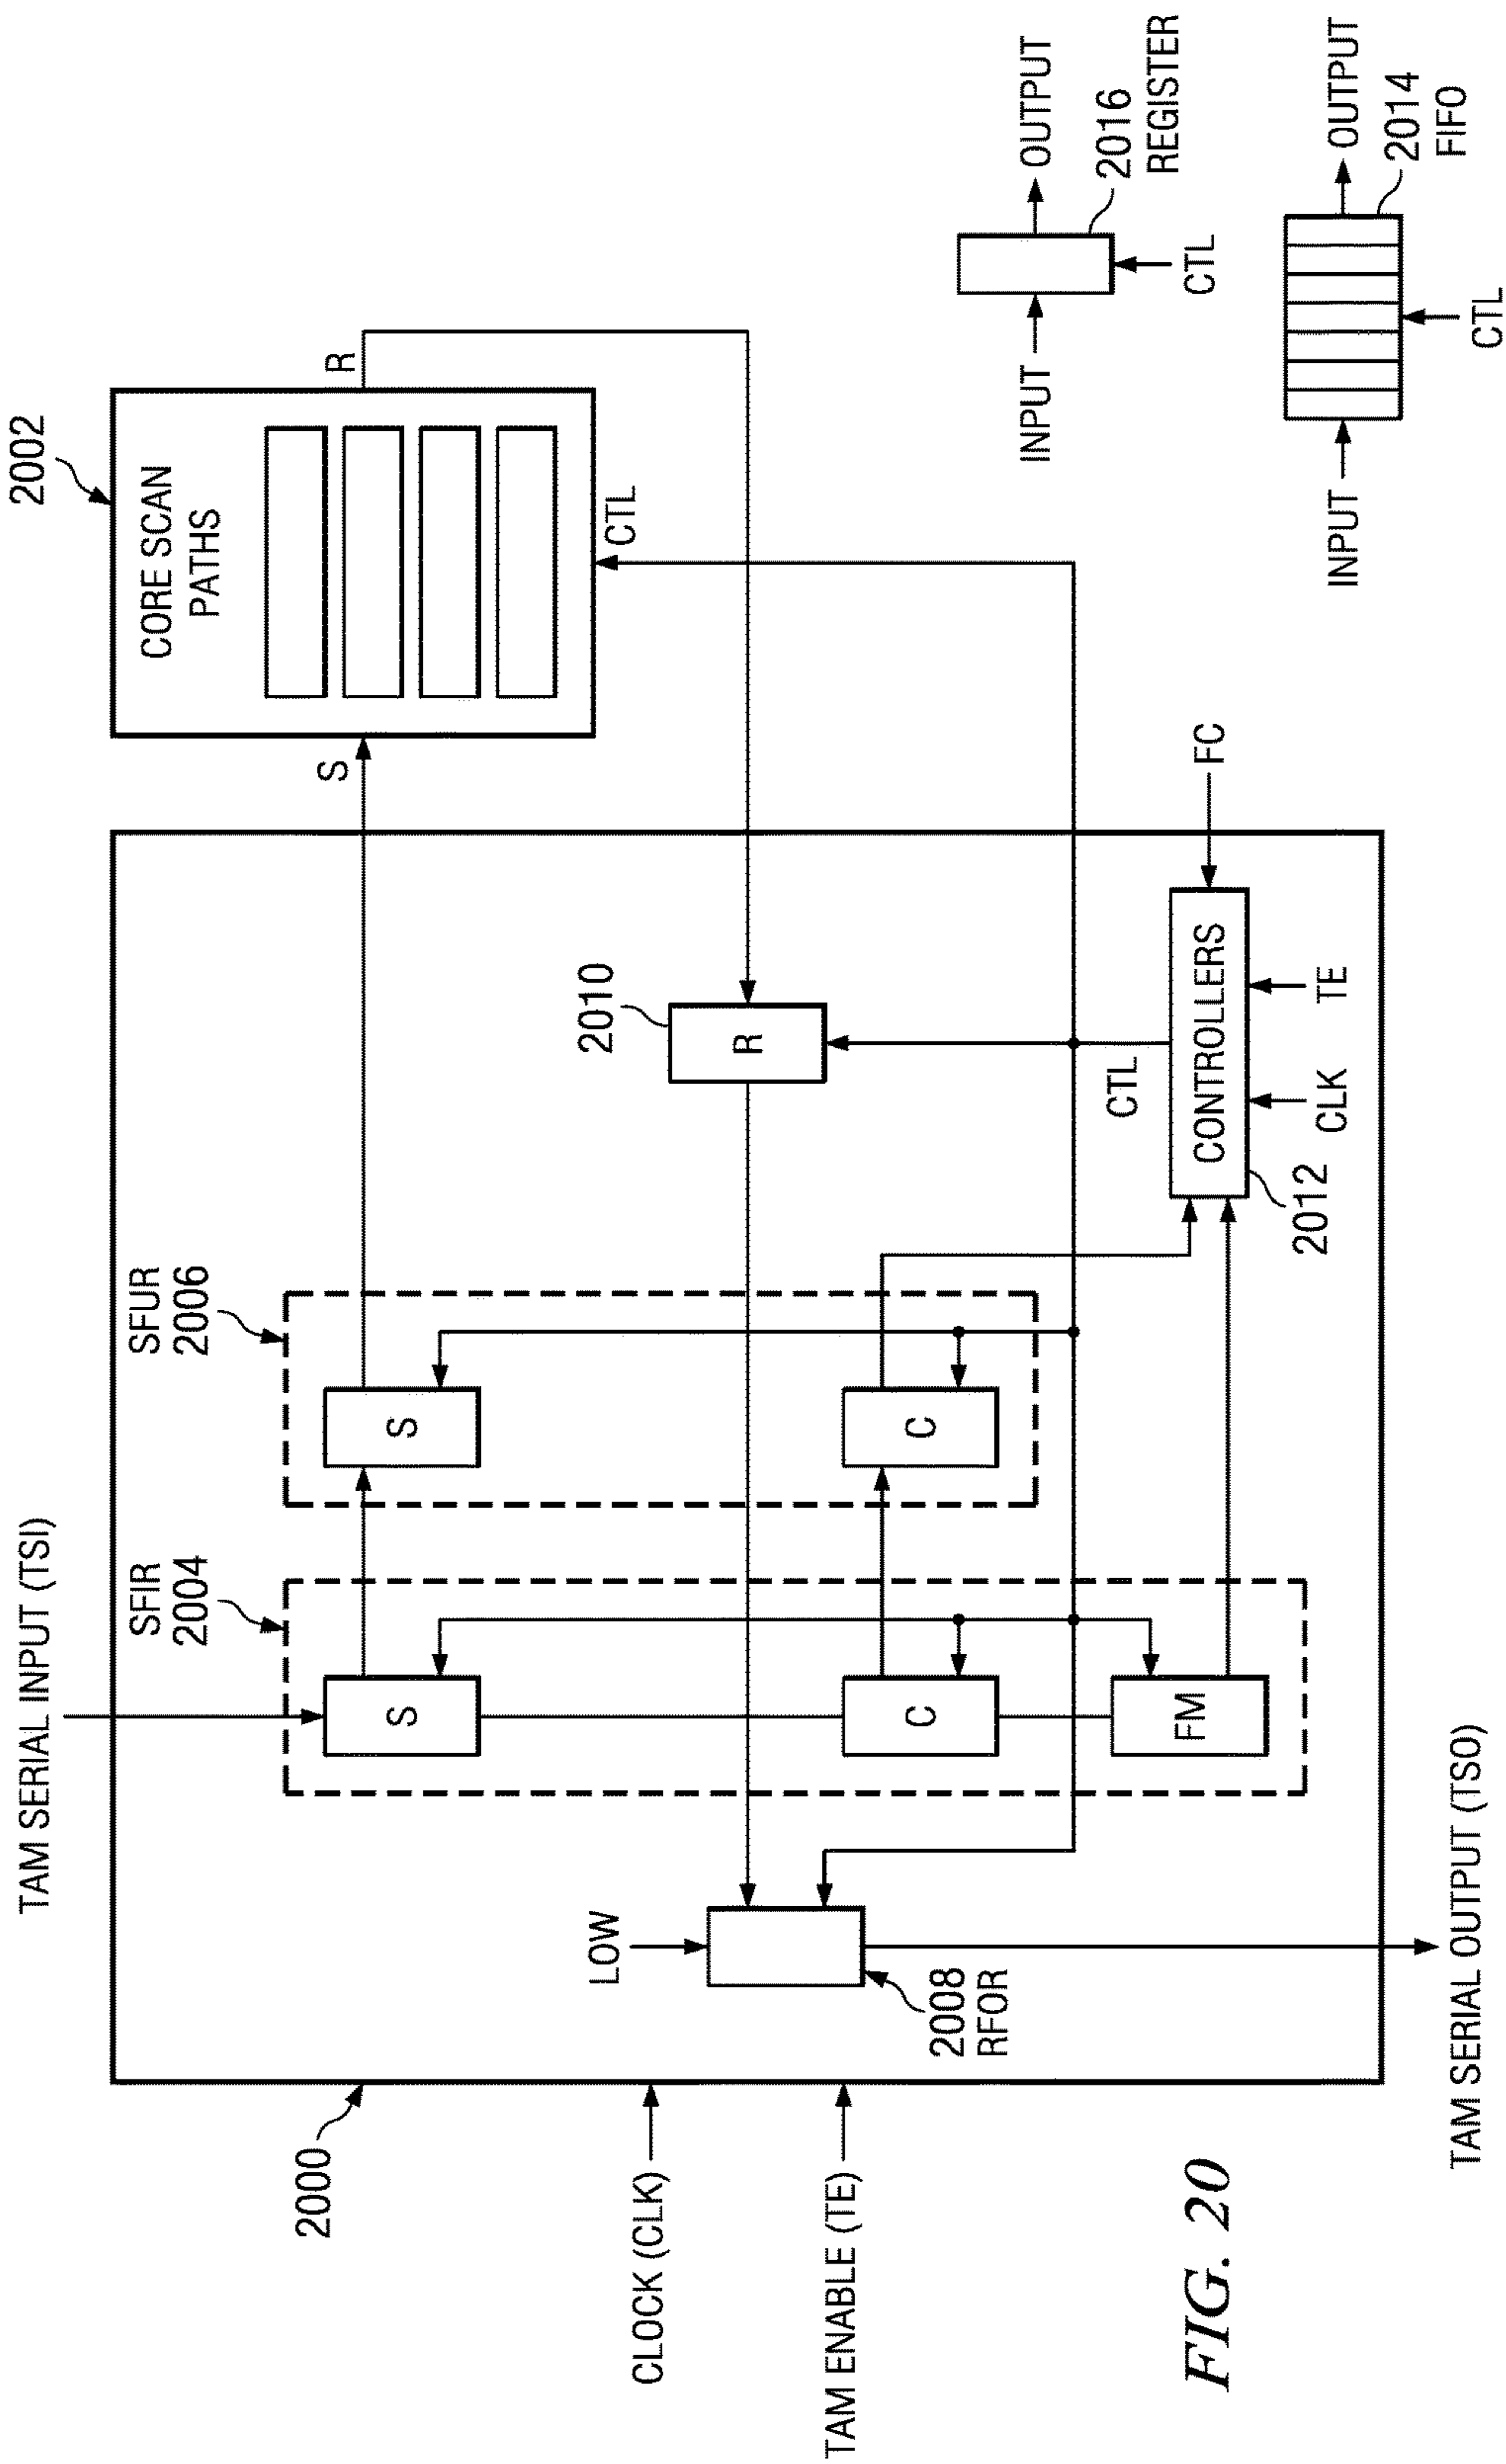 TAM SERIAL INPUT (TSI)
2000
CLOCK (CLK)
TAM ENABLE (TE)
LOW
2008
RFOR
TAM SERIAL OUTPUT (TSO)
SFIR
2004
S
C
FM
SFUR
2006
S
C
2010
R
CTL
2012
CONTROLLERS
CLK
TE
FC
S
2002
CORE SCAN
PATHS
R
CTL
INPUT
OUTPUT
2016
REGISTER
CTL
INPUT
OUTPUT
2014
FIFO
CTL
FIG. 20